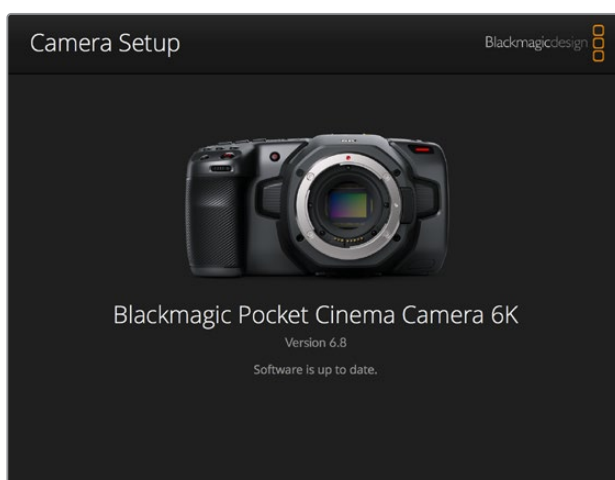 Camera Setup
Blackmagicdesign
Blackmagic Pocket Cinema Camera 6K
Version 6.8
Software is up to date.